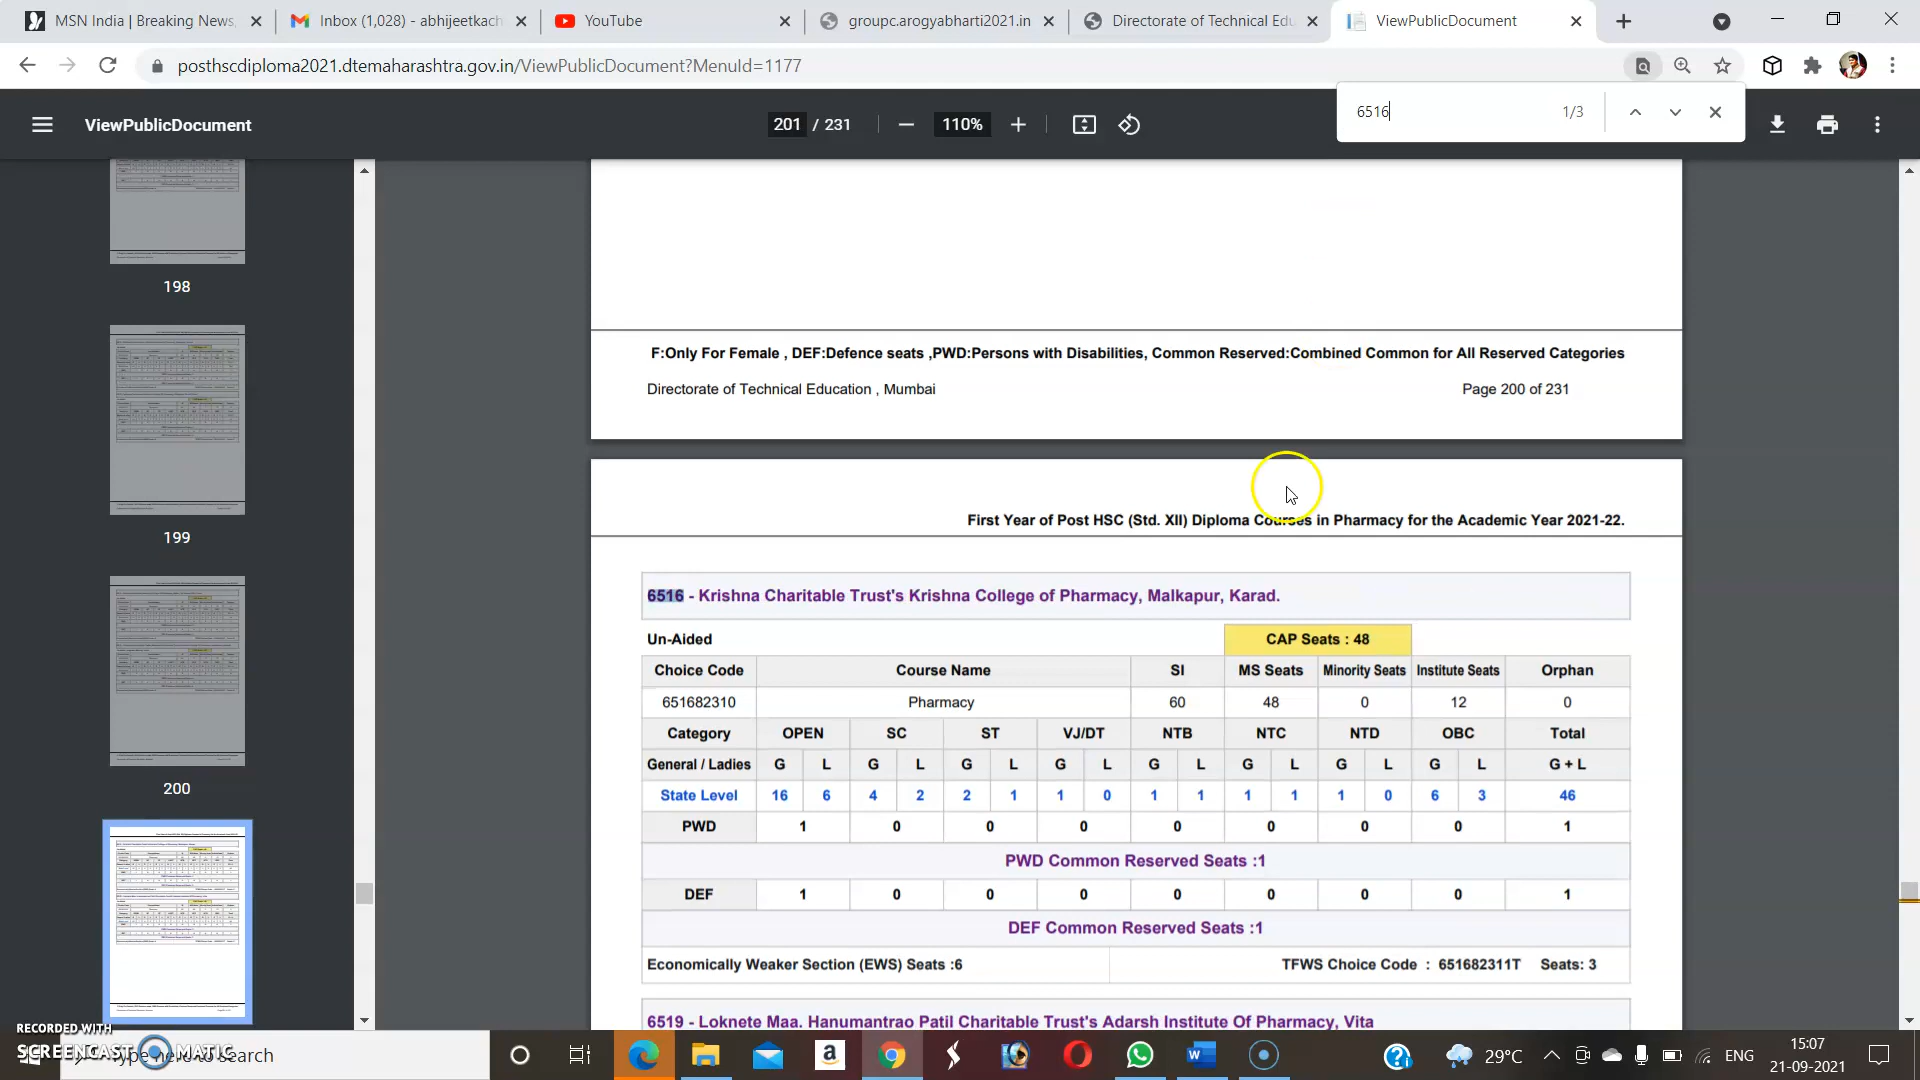 MSN India | Breaking News,
Inbox (1,028) - abhijeetkach
YouTube
groupc.arogyabharti2021.in
Directorate of Technical Edu
ViewPublicDocument
posthscdiploma2021.dtemaharashtra.gov.in/ViewPublicDocument?MenuId=1177
6516
1/3
ViewPublicDocument
201 / 231
110%
198
199
200
F:Only For Female , DEF:Defence seats ,PWD:Persons with Disabilities, Common Reserved:Combined Common for All Reserved Categories
Directorate of Technical Education , Mumbai
Page 200 of 231
First Year of Post HSC (Std. XII) Diploma Courses in Pharmacy for the Academic Year 2021-22.
6516 - Krishna Charitable Trust's Krishna College of Pharmacy, Malkapur, Karad.
Un-Aided CAP Seats : 48
Choice Code Course Name SI MS Seats Minority Seats Institute Seats Orphan
651682310 Pharmacy 60 48 0 12 0
Category OPEN SC ST VJ/DT NTB NTC NTD OBC Total
General / Ladies G L G L G L G L G L G L G L G L G + L
State Level 16 6 4 2 2 1 1 0 1 1 1 1 1 0 6 3 46
PWD 1 0 0 0 0 0 0 0 1
PWD Common Reserved Seats :1
DEF 1 0 0 0 0 0 0 0 1
DEF Common Reserved Seats :1
Economically Weaker Section (EWS) Seats :6 TFWS Choice Code : 651682311T Seats: 3
6519 - Loknete Maa. Hanumantrao Patil Charitable Trust's Adarsh Institute Of Pharmacy, Vita
RECORDED WITH
SCREENCAST MATIC
Type here to search
29°C
ENG
15:07
21-09-2021